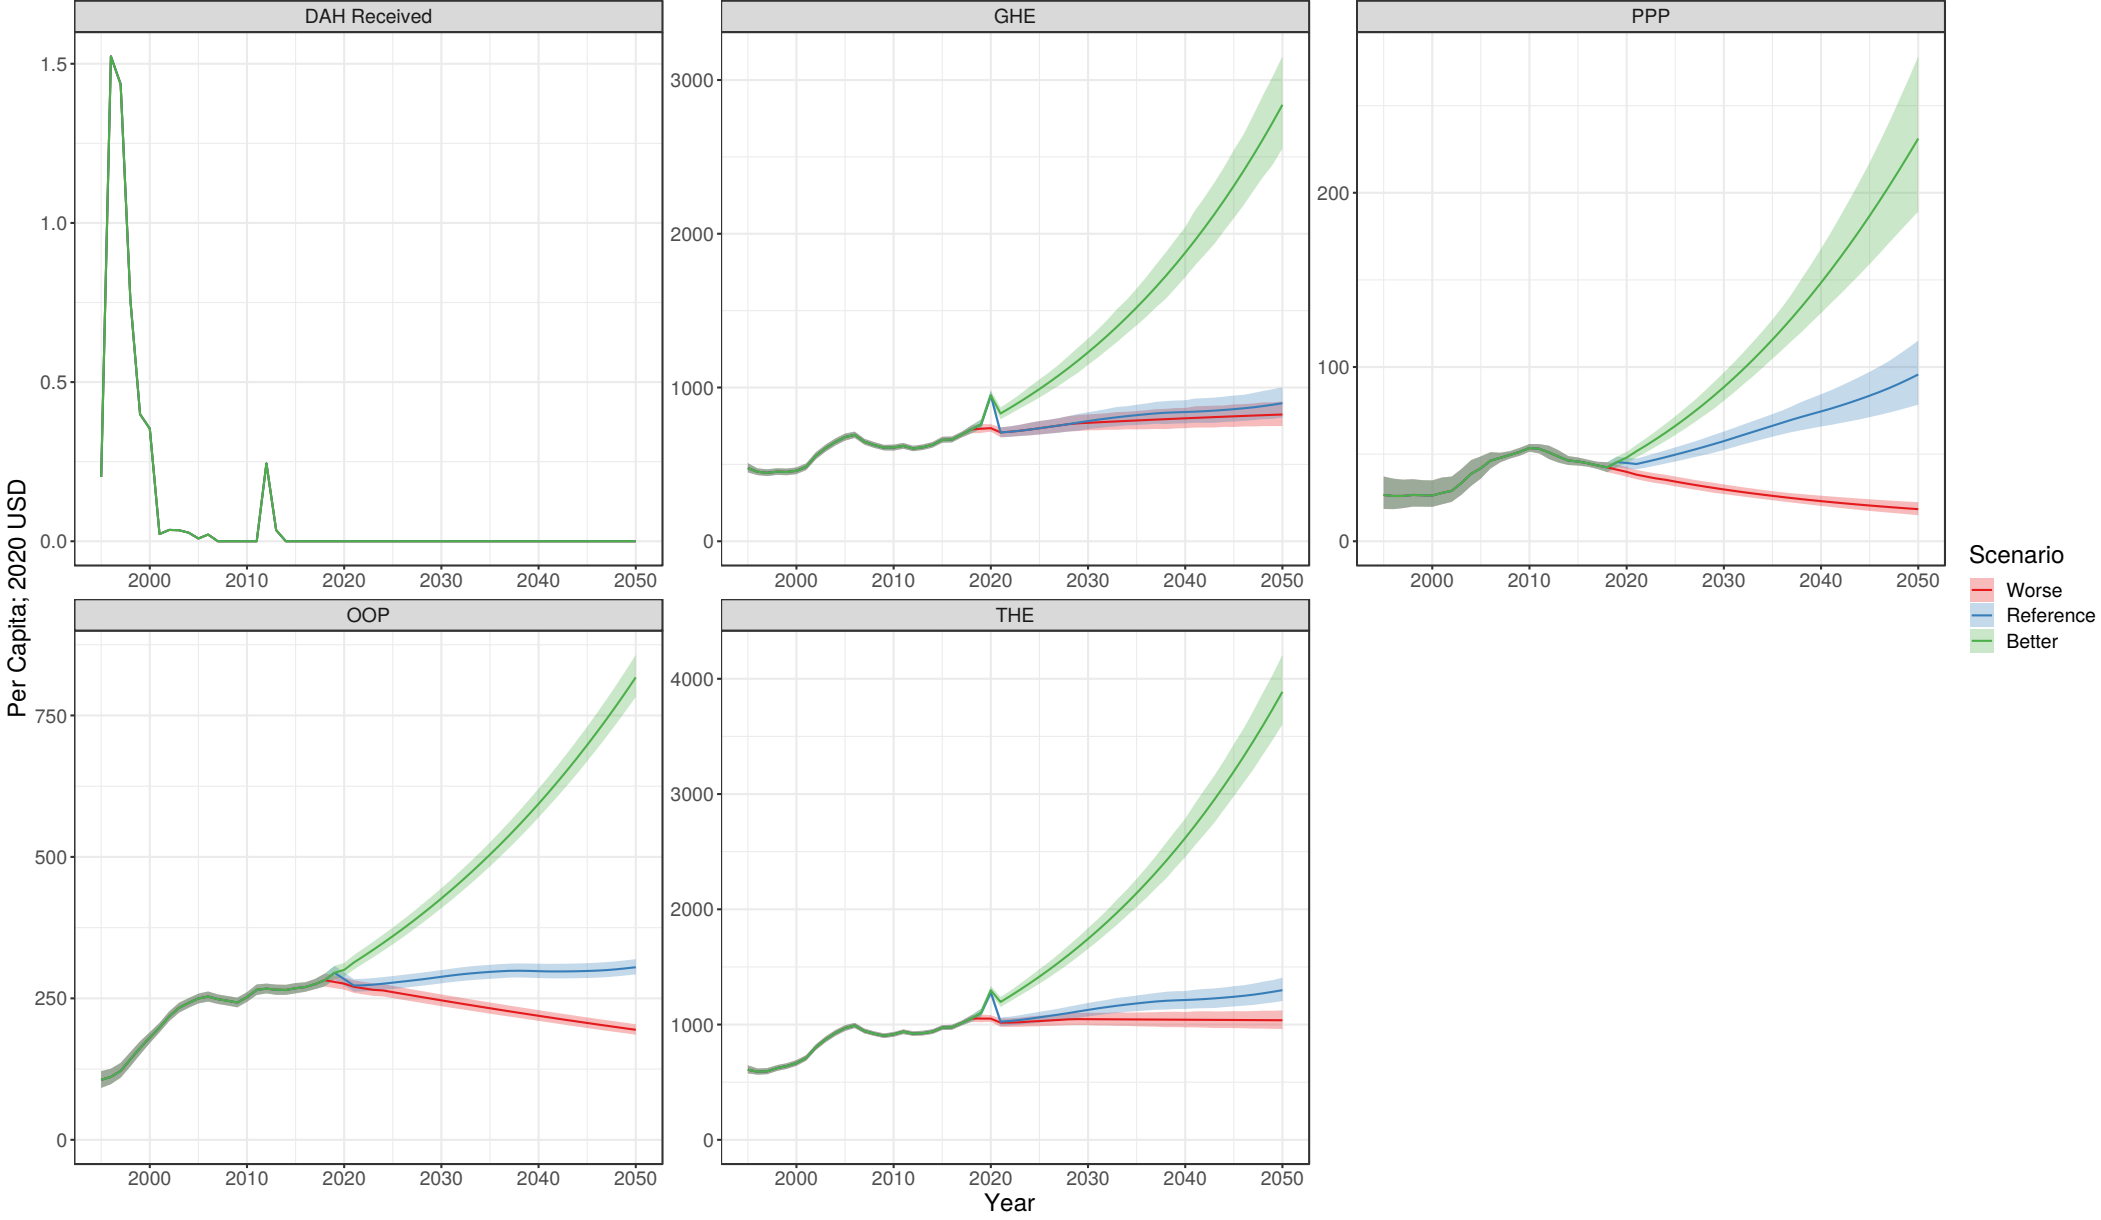 DAH Received
GHE
PPP
1.5
1.0
0.5
0.0
3000
2000
1000
0
200
100
0
2000 2010 2020 2030 2040 2050
2000 2010 2020 2030 2040 2050
2000 2010 2020 2030 2040 2050
OOP
THE
750
500
250
0
4000
3000
2000
1000
0
2000 2010 2020 2030 2040 2050
2000 2010 2020 2030 2040 2050
Per Capita; 2020 USD
Year
Scenario
Worse
Reference
Better